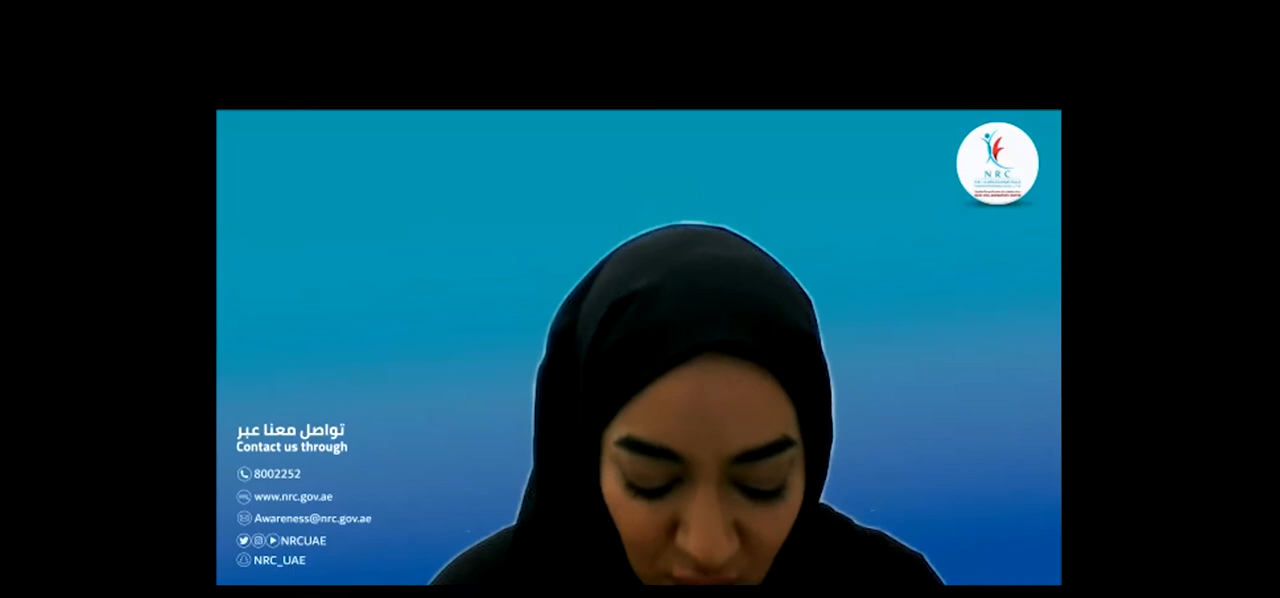 NRC
تواصل معنا عبر
Contact us through
8002252
www.nrc.gov.ae
Awareness@nrc.gov.ae
NRCUAE
NRC_UAE